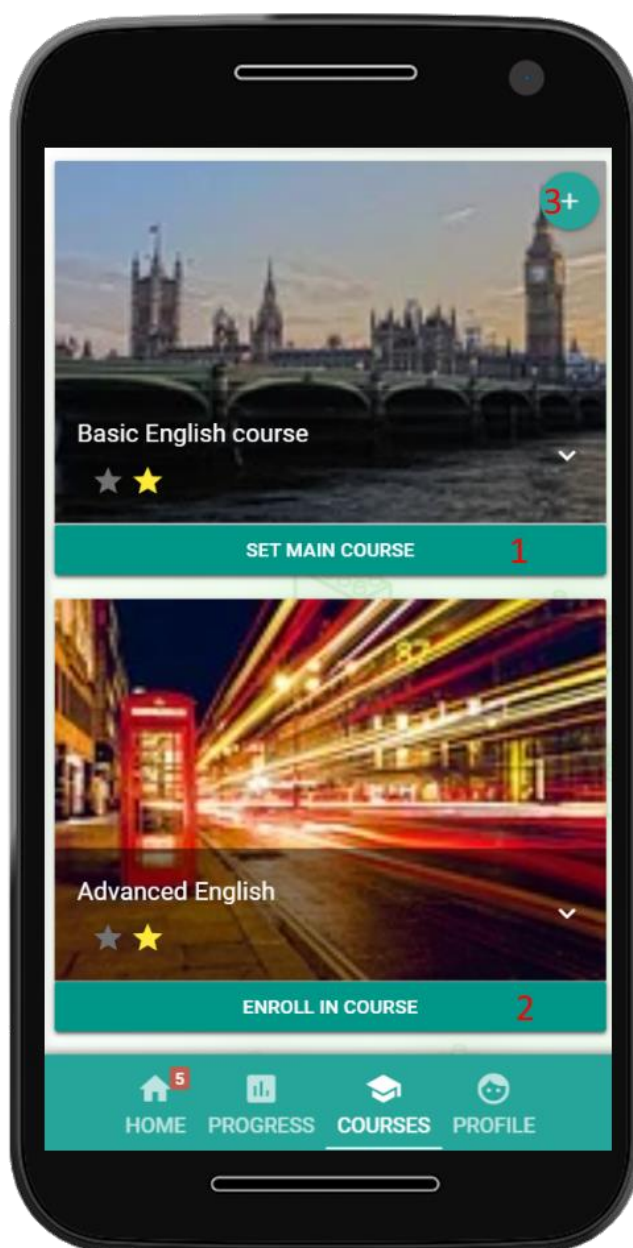 3+
Basic English course
SET MAIN COURSE 1
87
Advanced English
ENROLL IN COURSE 2
5
HOME PROGRESS COURSES PROFILE